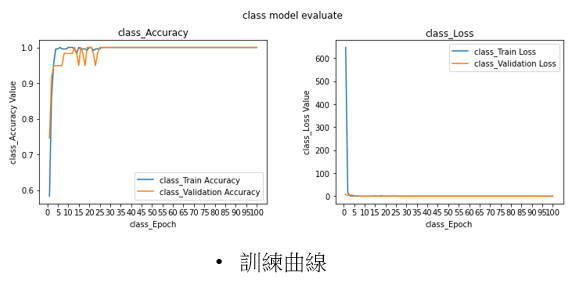 class model evaluate
class_Accuracy
1.0
0.9
0.8
0.7
0.6
class_Accuracy Value
class_Train Accuracy
class_Validation Accuracy
0 5 10 15 20 25 30 35 40 45 50 55 60 65 70 75 80 85 90 95 100
class_Epoch
class_Loss
600
500
400
300
200
100
0
class_Loss Value
class_Train Loss
class_Validation Loss
0 5 10 15 20 25 30 35 40 45 50 55 60 65 70 75 80 85 90 95 100
class_Epoch
• 訓練曲線